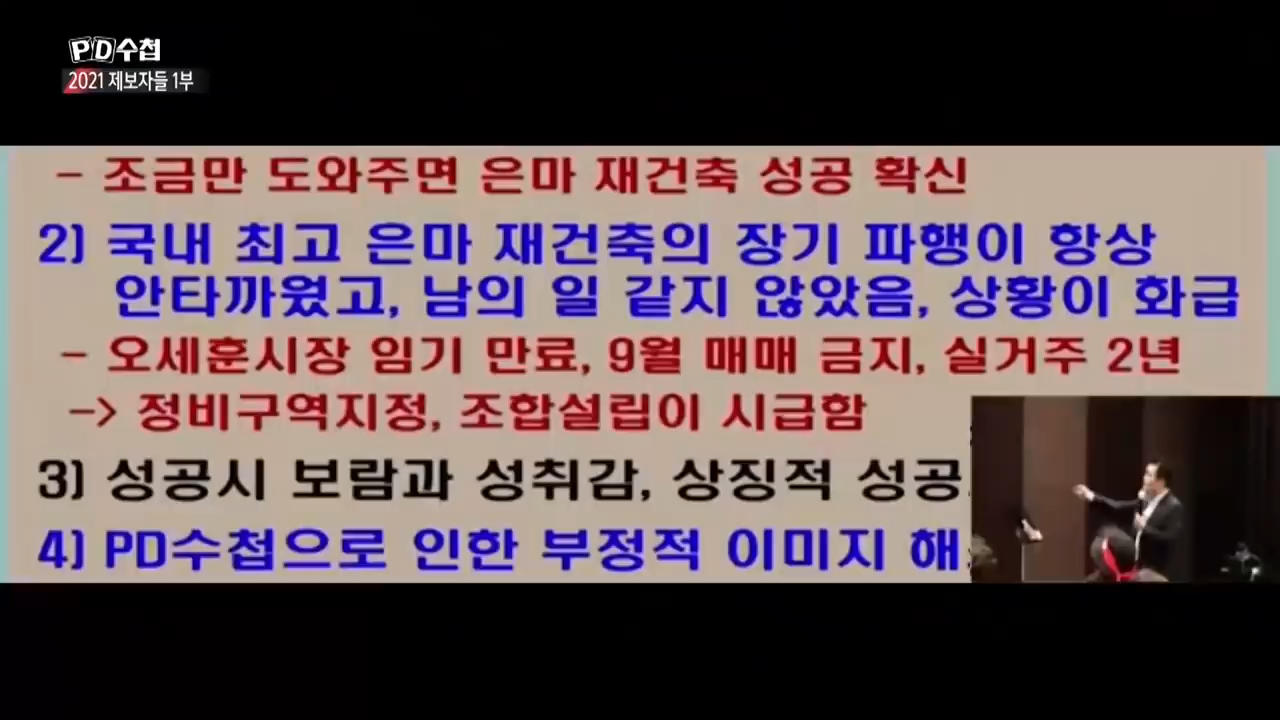 PD수첩
2021 제보자들 1부
- 조금만 도와주면 은마 재건축 성공 확신
2) 국내 최고 은마 재건축의 장기 파행이 항상
안타까웠고, 남의 일 같지 않았음, 상황이 화급
- 오세훈시장 임기 만료, 9월 매매 금지, 실거주 2년
-> 정비구역지정, 조합설립이 시급함
3) 성공시 보람과 성취감, 상징적 성공
4) PD수첩으로 인한 부정적 이미지 해